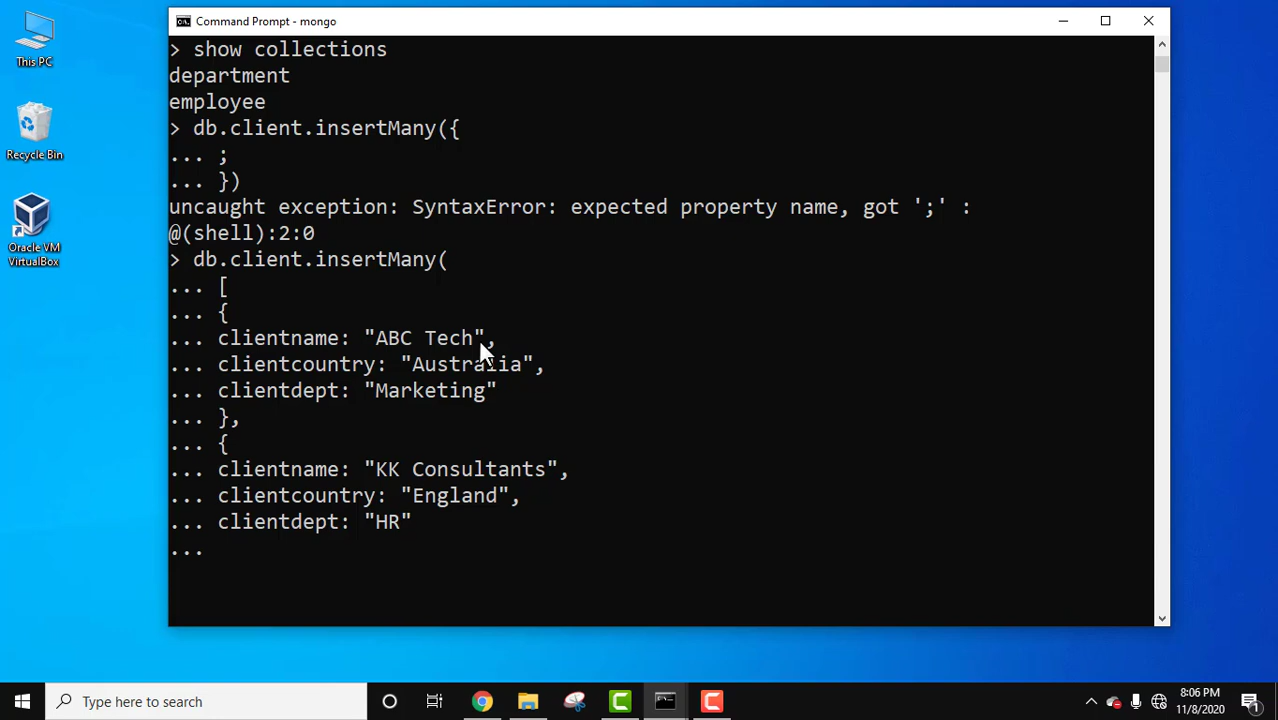 This PC
Recycle Bin
Oracle VM
VirtualBox
Command Prompt - mongo
> show collections
department
employee
> db.client.insertMany({
... ;
... })
uncaught exception: SyntaxError: expected property name, got ';' :
@(shell):2:0
> db.client.insertMany(
... [
... {
... clientname: "ABC Tech",
... clientcountry: "Australia",
... clientdept: "Marketing"
... },
... {
... clientname: "KK Consultants",
... clientcountry: "England",
... clientdept: "HR"
...
Type here to search
8:06 PM
11/8/2020
1